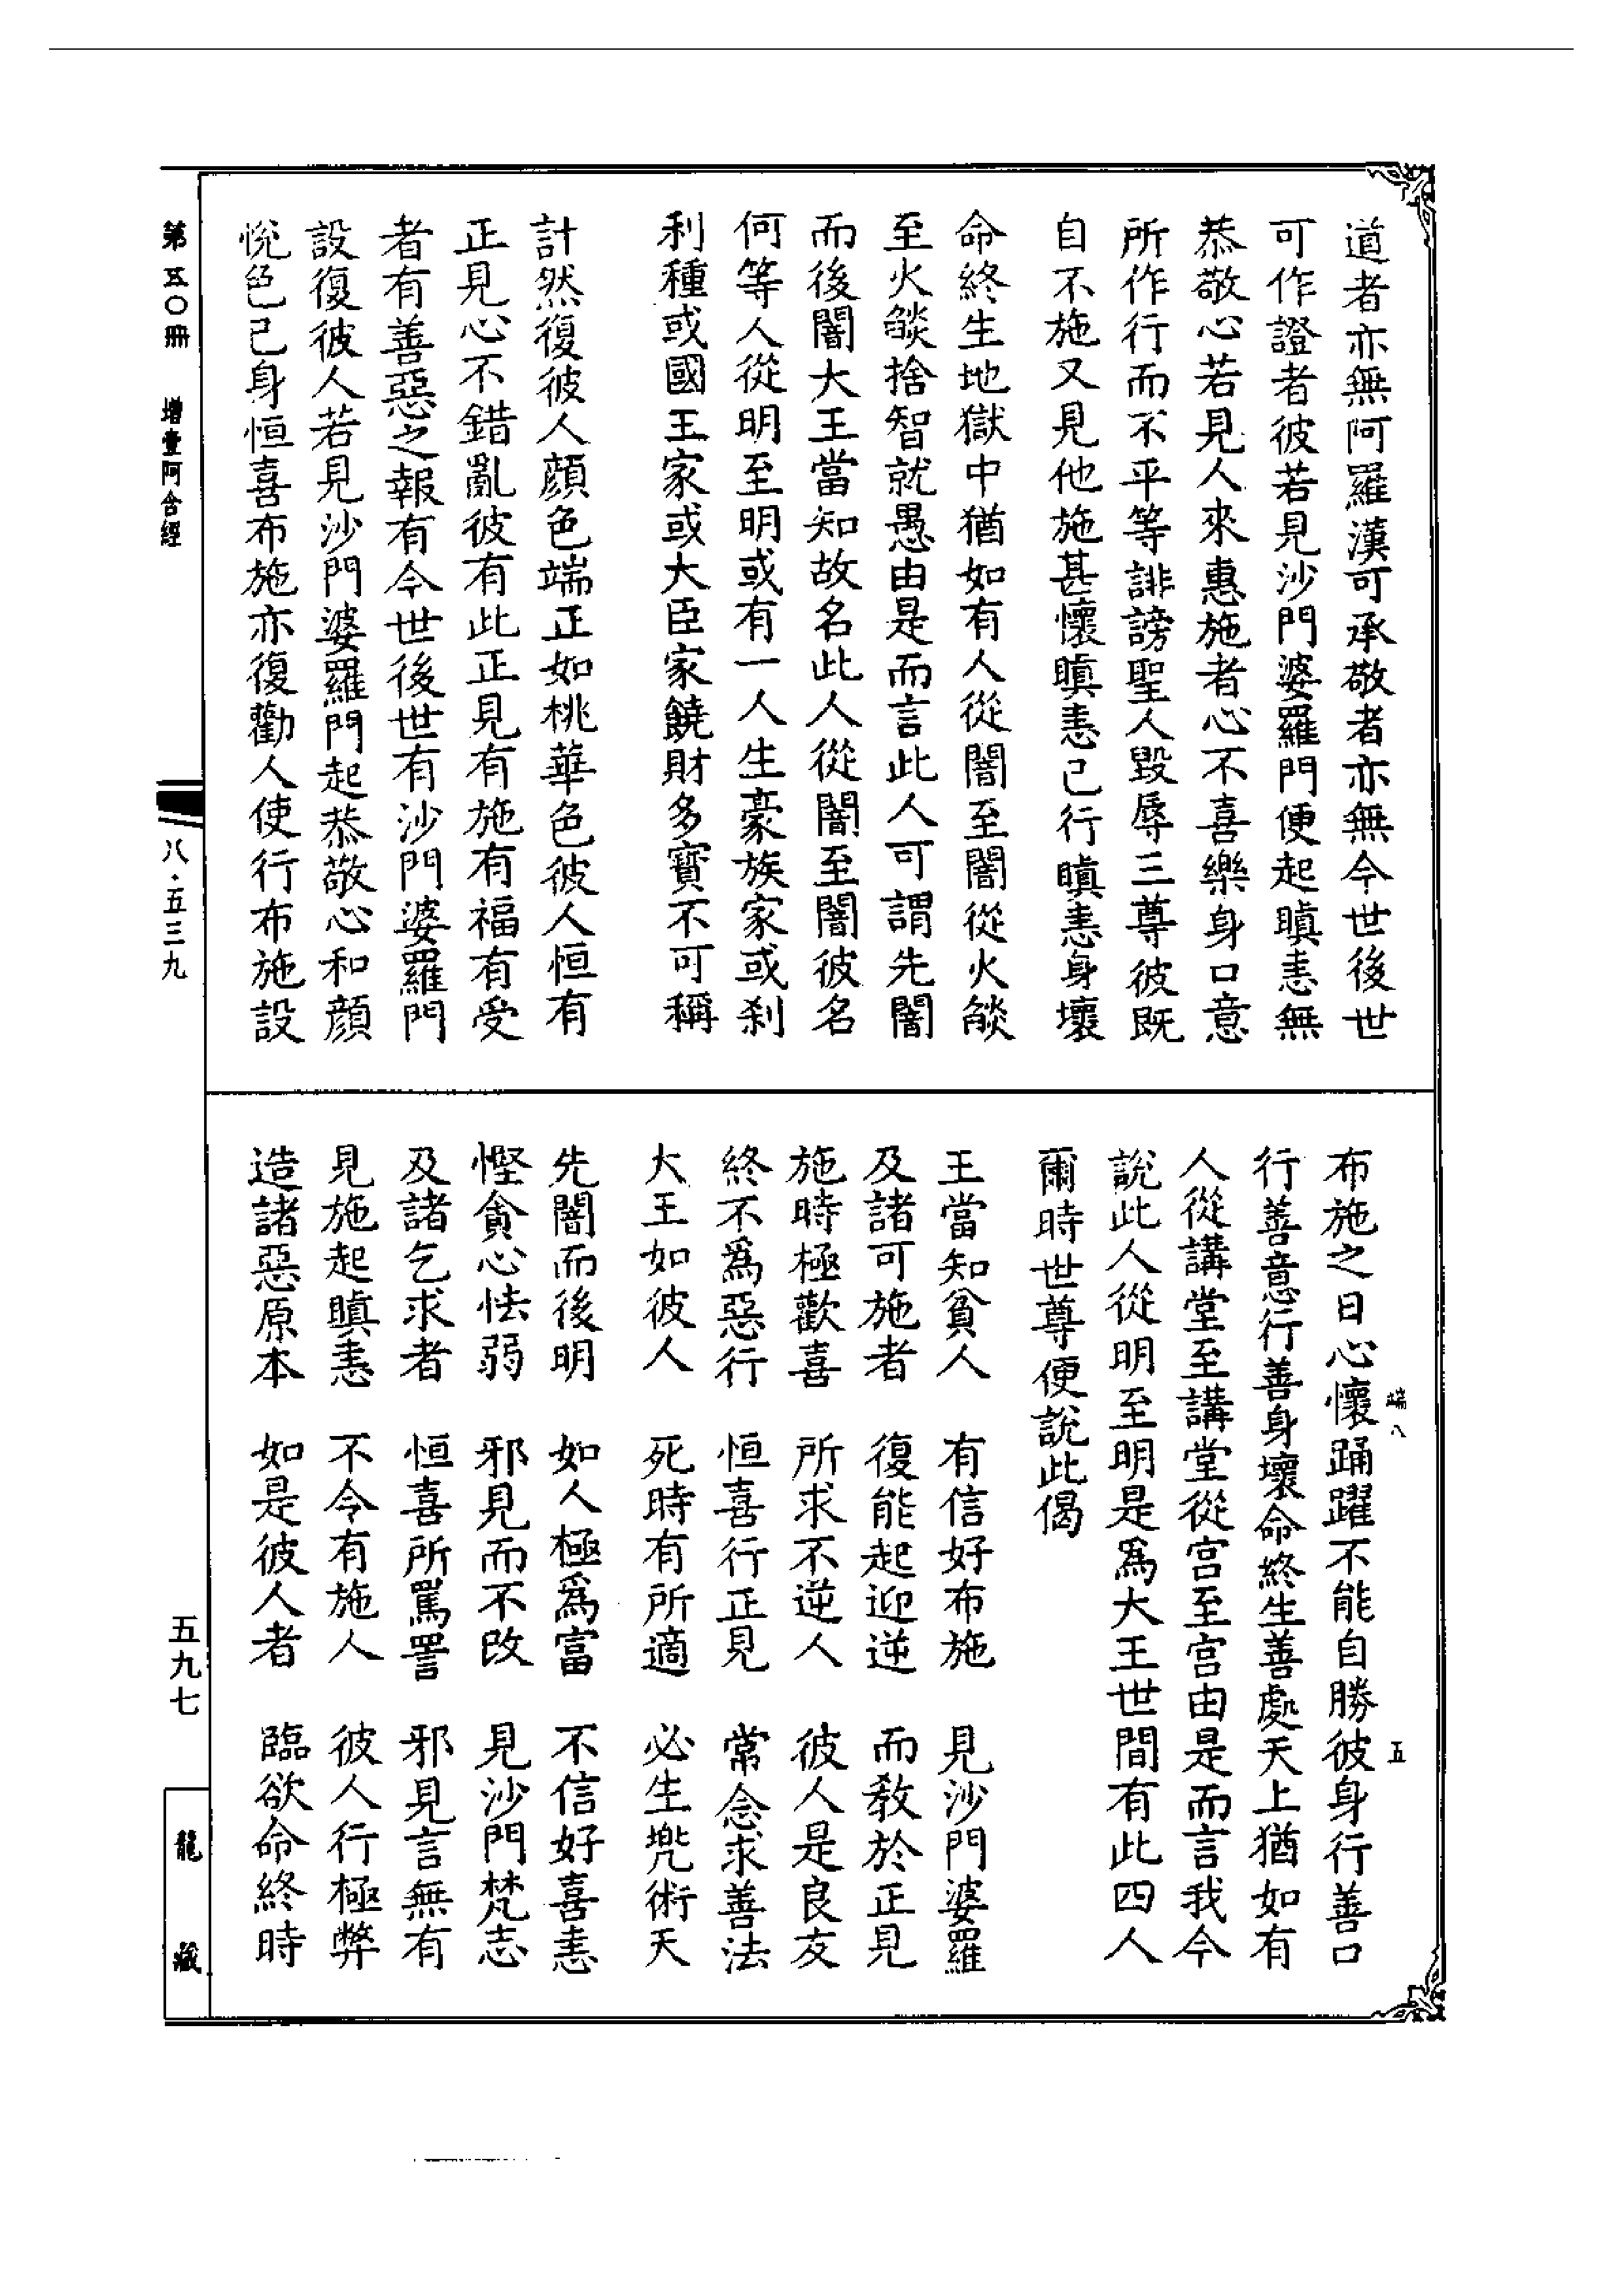 道者亦無阿羅漢可承敬者亦無今世後世
可作證者彼若見沙門婆羅門便起瞋恚無
恭敬心若見人來惠施者心不喜樂身口意
所作行而不平等誹謗聖人毀辱三尊彼既
自不施又見他施甚懷瞋恚已行瞋恚身壞
命終生地獄中猶如有人從闇至闇從火燄
至火燄捨智就愚由是而言此人可謂先闇
而後闇大王當知故名此人從闇至闇彼名
何等人從明至明或有一人生豪族家或刹
利種或國王家或大臣家饒財多寳不可稱
計然復彼人顏色端正如桃華色彼人恒有
正見心不錯亂彼有此正見有施有福有受
者有善惡之報有今世後世有沙門婆羅門
設復彼人若見沙門婆羅門起恭敬心和顏
悅色已身恒喜布施亦復勸人使行布施設
布施之日心懷踊躍不能自勝彼身行善口
行善意行善身壞命終生善處天上猶如有
人從講堂至講堂從宮至宮由是而言我今
說此人從明至明是爲大王世間有此四人
爾時世尊便說此偈
王當知貧人　有信好布施　見沙門婆羅
及諸可施者　復能起迎逆　而教於正見
施時極歡喜　所求不逆人　彼人是良友
終不爲惡行　恒喜行正見　常念求善法
大王如彼人　死時有所適　必生兠術天
先闇而後明　如人極爲富　不信好喜恚
慳貪心怯弱　邪見而不改　見沙門梵志
及諸乞求者　恒喜所罵詈　邪見言無有
見施起瞋恚　不令有施人　彼人行極弊
造諸惡原本　如是彼人者　臨欲命終時
端八
五
第五〇冊　增壹阿含經
八·五三九
五九七
龍藏